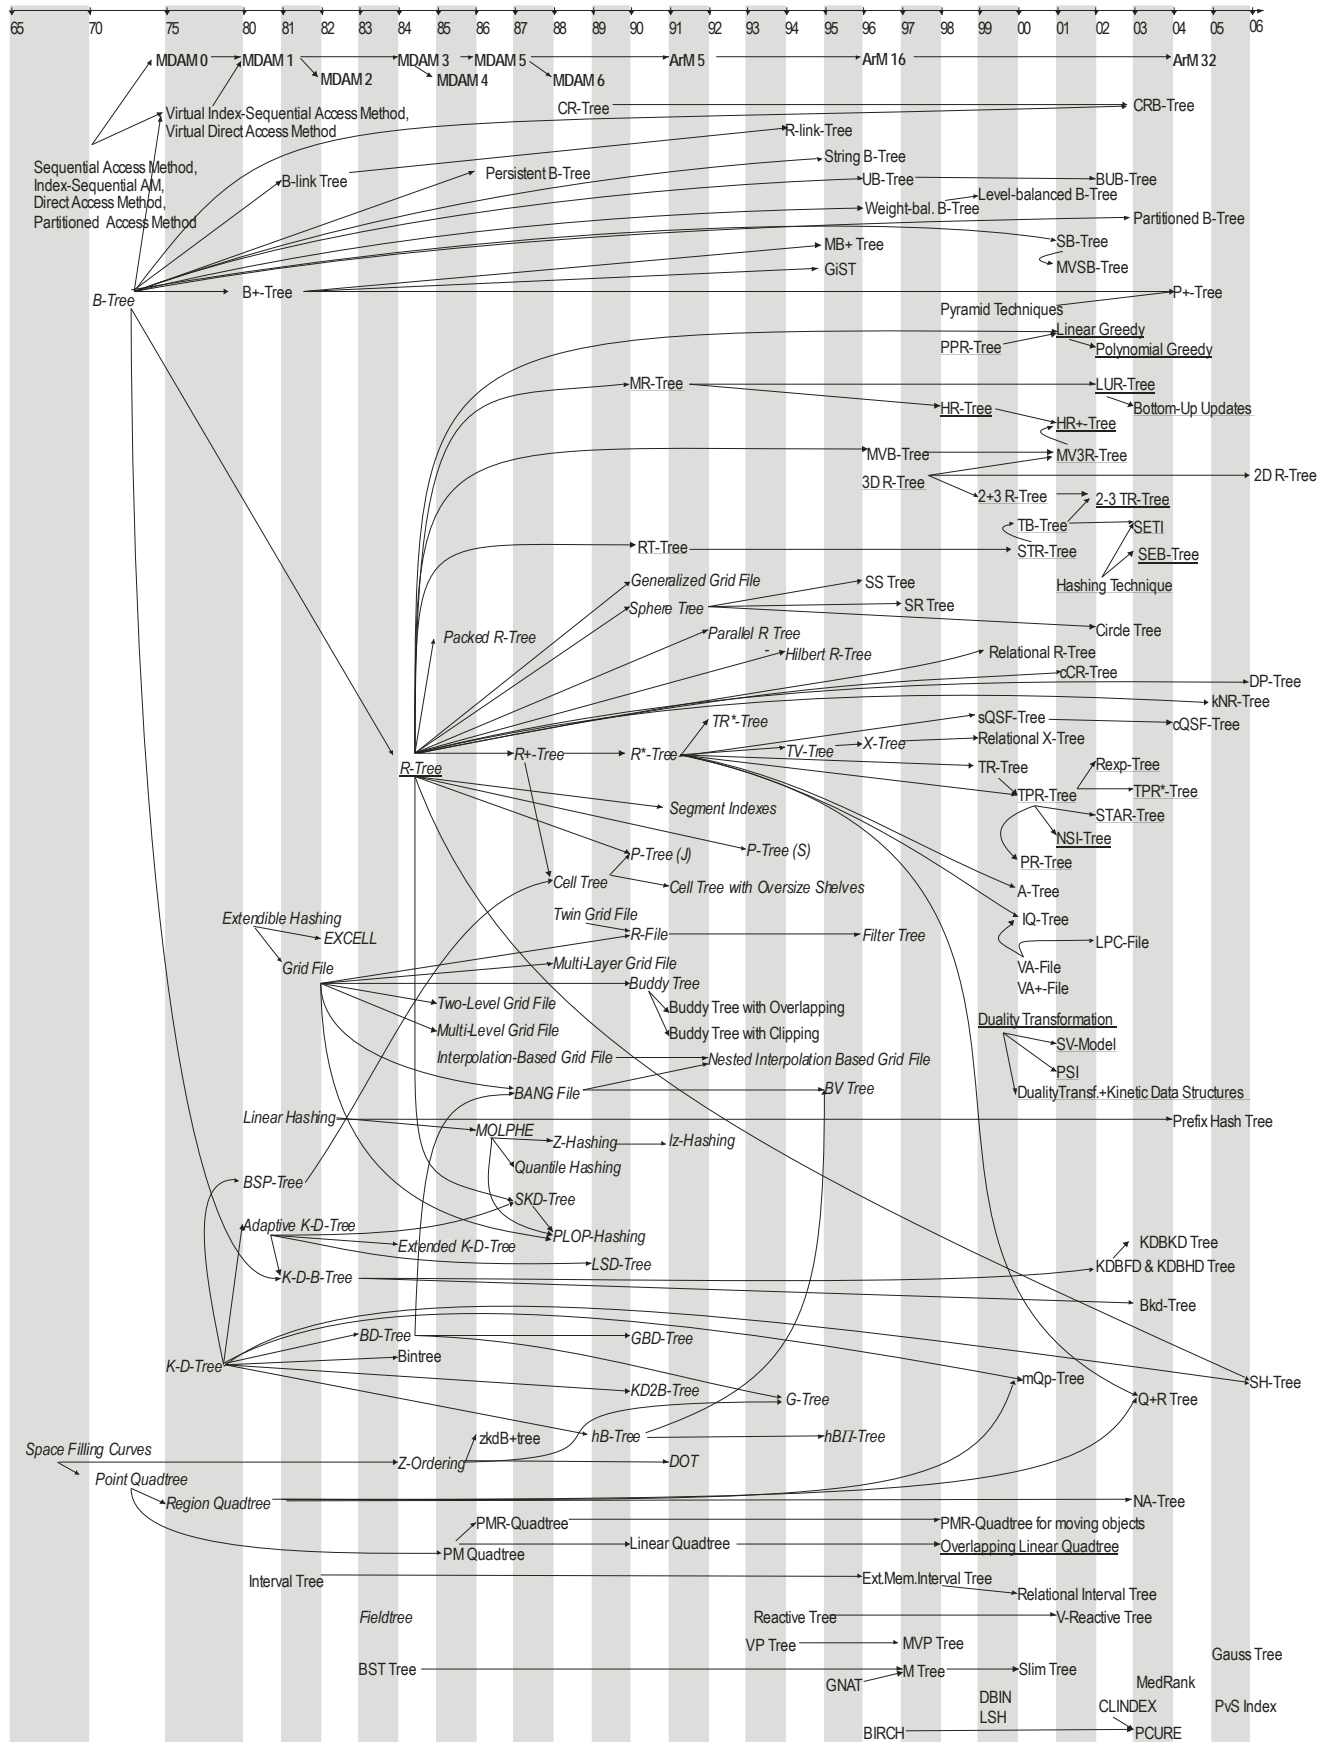 65 70 75 80 81 82 83 84 85 86 87 88 89 90 91 92 93 94 95 96 97 98 99 00 01 02 03 04 05 06
MDAM 0 MDAM 1 MDAM 3 MDAM 5 ArM 5 ArM 16 ArM 32
MDAM 2 MDAM 4 MDAM 6
CR-Tree CRB-Tree
Virtual Index-Sequential Access Method,
Virtual Direct Access Method
R-link-Tree
String B-Tree
Sequential Access Method,
Index-Sequential AM,
Direct Access Method,
Partitioned Access Method
B-link Tree
Persistent B-Tree
UB-Tree BUB-Tree
Level-balanced B-Tree
Weight-bal. B-Tree
Partitioned B-Tree
SB-Tree
MB+ Tree
MVSB-Tree
GiST
B-Tree
B+-Tree
P+-Tree
Pyramid Techniques
Linear Greedy
PPR-Tree
Polynomial Greedy
MR-Tree LUR-Tree
HR-Tree
Bottom-Up Updates
HR+-Tree
MVB-Tree MV3R-Tree
3D R-Tree 2D R-Tree
2+3 R-Tree 2-3 TR-Tree
TB-Tree SETI
RT-Tree STR-Tree
SEB-Tree
Generalized Grid File
SS Tree
Hashing Technique
Sphere Tree
SR Tree
Circle Tree
Packed R-Tree
Parallel R Tree
Hilbert R-Tree
Relational R-Tree
cCR-Tree
DP-Tree
kNR-Tree
TR*-Tree
sQSF-Tree cQSF-Tree
Relational X-Tree
X-Tree
R+-Tree R*-Tree TV-Tree
R-Tree
TR-Tree
Rexp-Tree
TPR-Tree TPR*-Tree
Segment Indexes
STAR-Tree
NSI-Tree
P-Tree (J) P-Tree (S)
PR-Tree
Cell Tree
Cell Tree with Oversize Shelves
A-Tree
Twin Grid File
Extendible Hashing
IQ-Tree
EXCELL
R-File Filter Tree
LPC-File
Grid File
Multi-Layer Grid File
VA-File
Buddy Tree
VA+-File
Two-Level Grid File
Buddy Tree with Overlapping
Duality Transformation
Multi-Level Grid File
Buddy Tree with Clipping
SV-Model
Interpolation-Based Grid File
Nested Interpolation Based Grid File
PSI
BANG File
BV Tree
DualityTransf.+Kinetic Data Structures
Linear Hashing
Prefix Hash Tree
MOLPHE
Z-Hashing Iz-Hashing
Quantile Hashing
BSP-Tree
SKD-Tree
Adaptive K-D-Tree
PLOP-Hashing
Extended K-D-Tree
KDBKD Tree
LSD-Tree
KDBFD & KDBHD Tree
K-D-B-Tree
Bkd-Tree
BD-Tree
GBD-Tree
Bintree
K-D-Tree
mQp-Tree
SH-Tree
KD2B-Tree
G-Tree
Q+R Tree
zkdB+tree
hB-Tree hBΠ-Tree
Space Filling Curves
Z-Ordering DOT
Point Quadtree
Region Quadtree
NA-Tree
PMR-Quadtree PMR-Quadtree for moving objects
Linear Quadtree Overlapping Linear Quadtree
PM Quadtree
Interval Tree Ext.Mem.Interval Tree
Relational Interval Tree
Fieldtree Reactive Tree V-Reactive Tree
VP Tree MVP Tree
Gauss Tree
BST Tree M Tree Slim Tree
GNAT
MedRank
DBIN
CLINDEX PvS Index
LSH
BIRCH PCURE